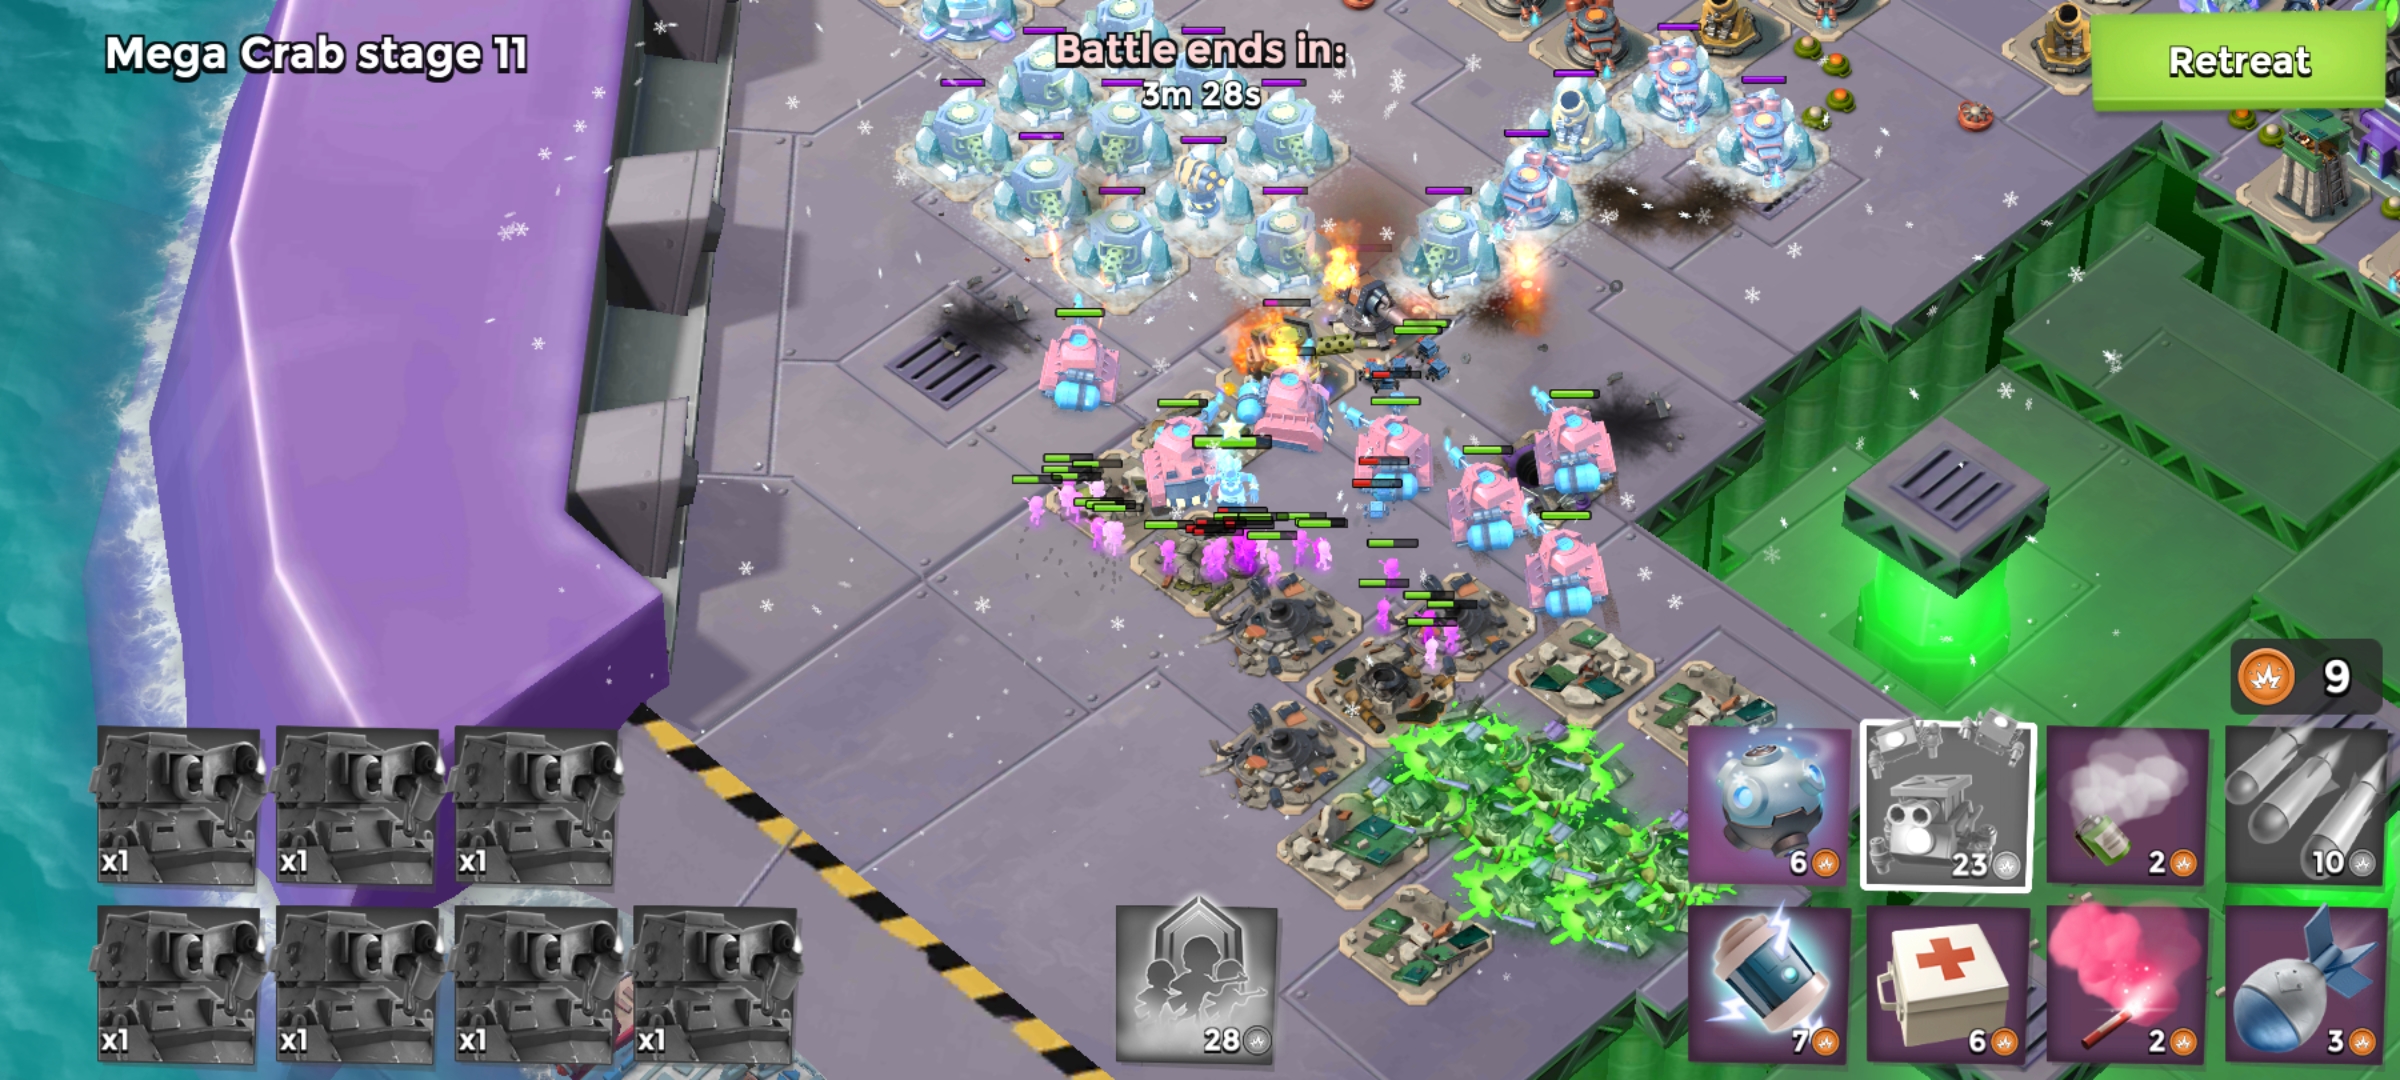 Mega Crab stage 11
Battle ends in:
3m 28s
Retreat
9
x1
x1
x1
6
23
2
10
x1
x1
x1
x1
28
7
6
2
3